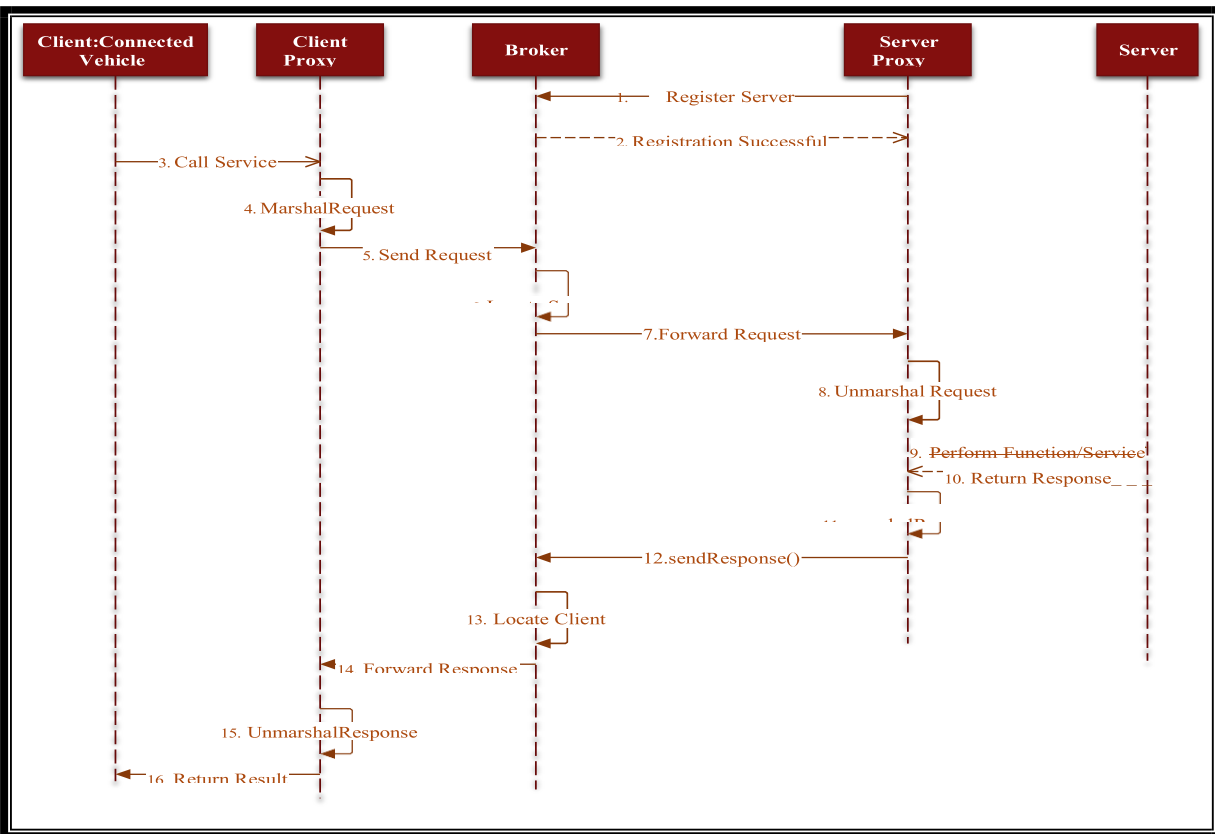 Client:Connected
Vehicle
Client
Proxy
Broker
Server
Proxy
Server
1. Register Server
2. Registration Successful
3. Call Service
4. MarshalRequest
5. Send Request
7.Forward Request
8. Unmarshal Request
9. Perform Function/Service
10. Return Response
12.sendResponse()
13. Locate Client
14. Forward Response
15. UnmarshalResponse
16. Return Result